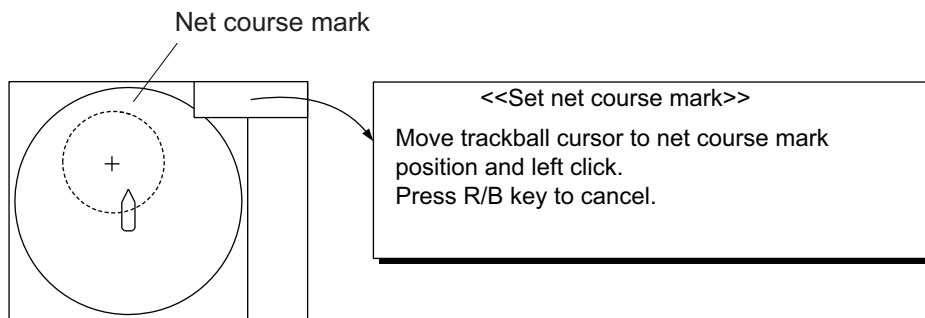 Net course mark
<<Set net course mark>>
Move trackball cursor to net course mark
position and left click.
Press R/B key to cancel.